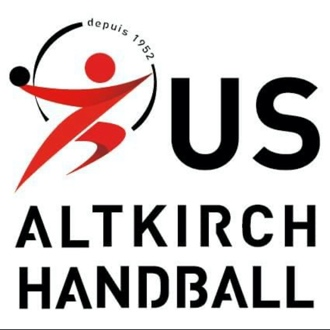 depuis 1952
US
ALTKIRCH
HANDBALL